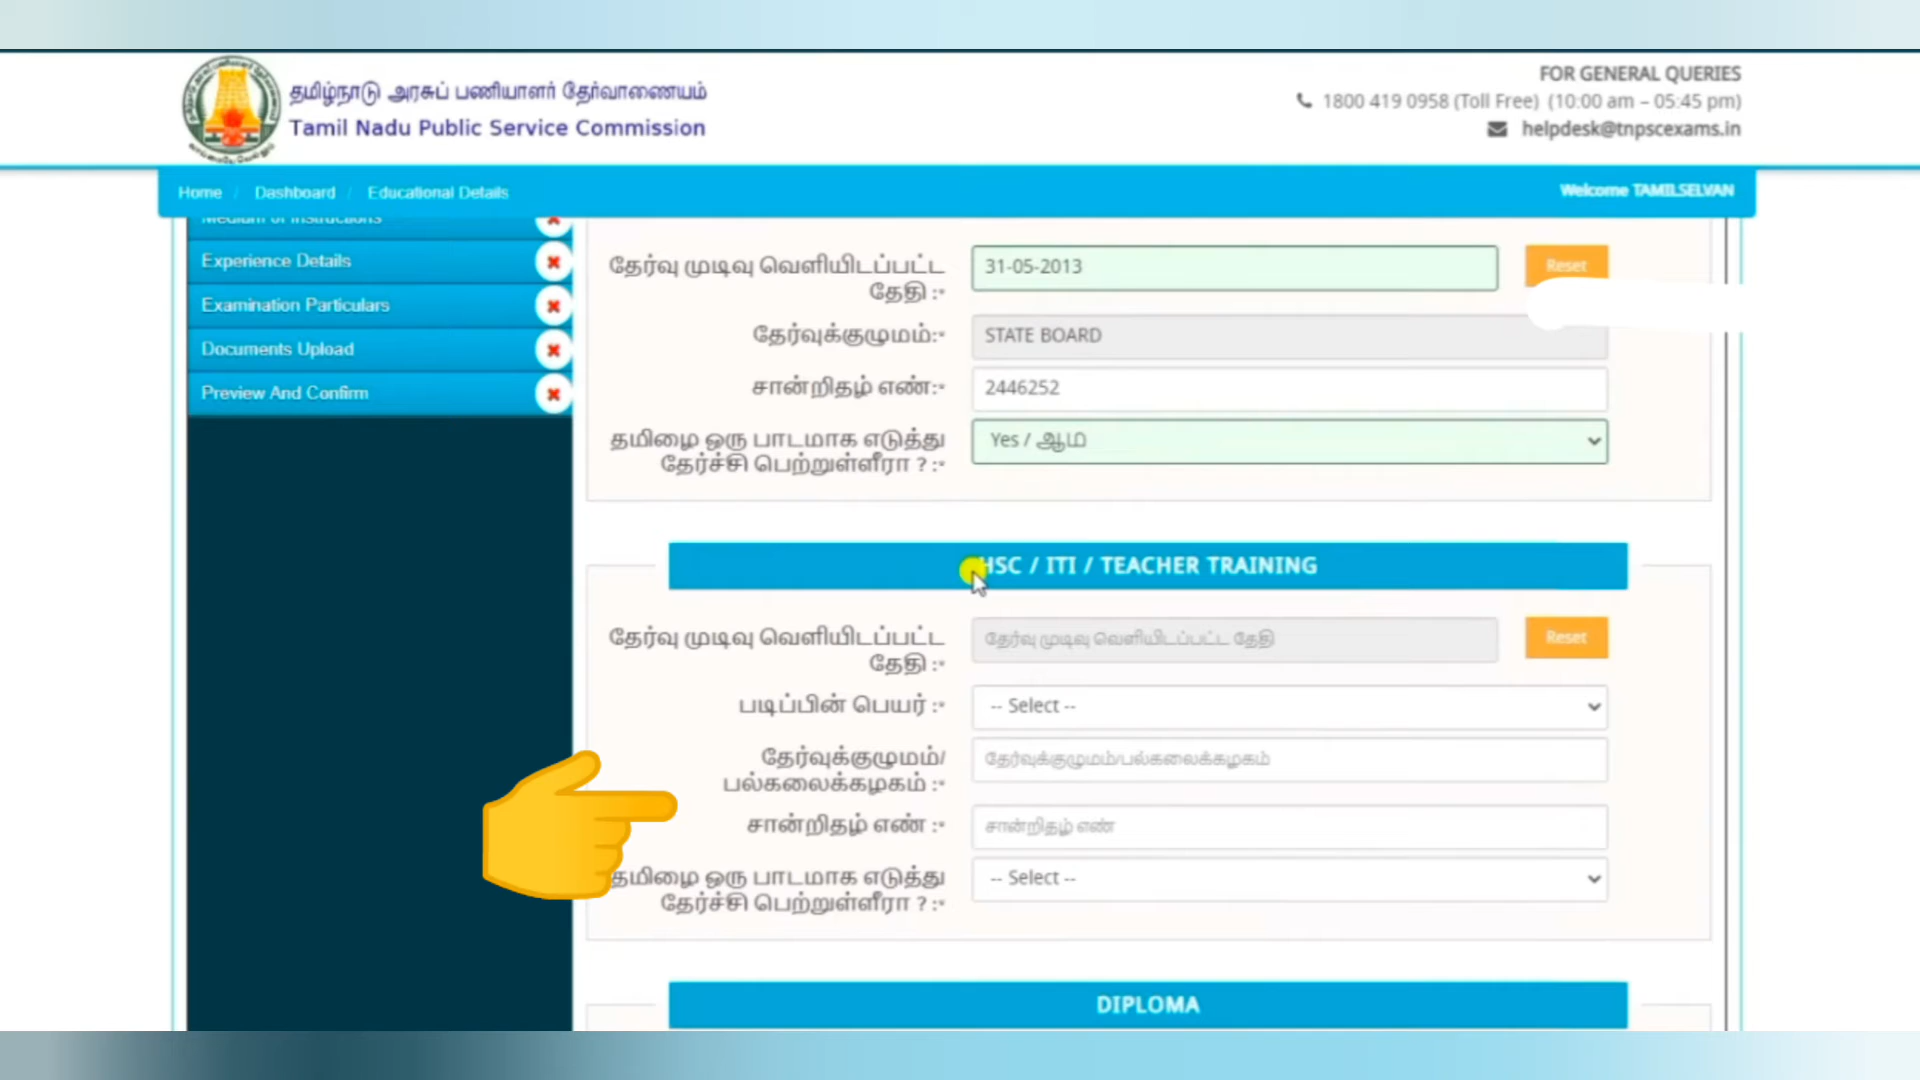 தமிழ்நாடு அரசுப் பணியாளர் தேர்வாணையம்
Tamil Nadu Public Service Commission
FOR GENERAL QUERIES
1800 419 0958 (Toll Free) (10:00 am – 05:45 pm)
helpdesk@tnpscexams.in
Home / Dashboard / Educational Details
Welcome TAMILSELVAN
Medium of Instructions
Experience Details
Examination Particulars
Documents Upload
Preview And Confirm
தேர்வு முடிவு வெளியிடப்பட்ட
தேதி :*
31-05-2013
Reset
தேர்வுக்குழுமம்:*
STATE BOARD
சான்றிதழ் எண்:*
2446252
தமிழை ஒரு பாடமாக எடுத்து
தேர்ச்சி பெற்றுள்ளீரா ? :*
Yes / ஆம்
HSC / ITI / TEACHER TRAINING
தேர்வு முடிவு வெளியிடப்பட்ட
தேதி :*
தேர்வு முடிவு வெளியிடப்பட்ட தேதி
Reset
படிப்பின் பெயர் :*
-- Select --
தேர்வுக்குழுமம்/
பல்கலைக்கழகம் :*
தேர்வுக்குழுமம்/பல்கலைக்கழகம்
சான்றிதழ் எண் :*
சான்றிதழ் எண்
தமிழை ஒரு பாடமாக எடுத்து
தேர்ச்சி பெற்றுள்ளீரா ? :*
-- Select --
DIPLOMA